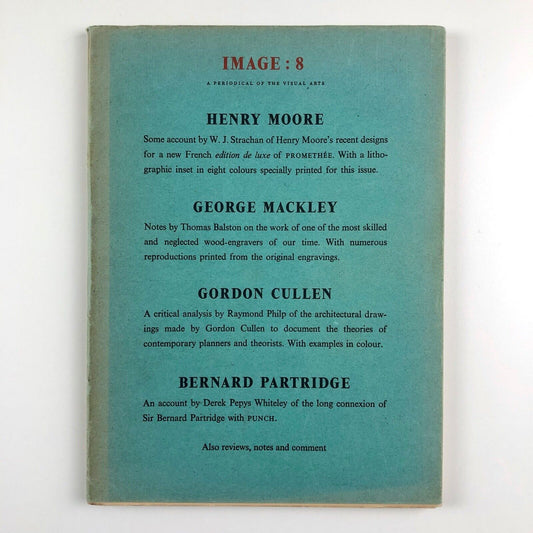 IMAGE : 8
A PERIODICAL OF THE VISUAL ARTS
HENRY MOORE
Some account by W. J. Strachan of Henry Moore's recent designs
for a new French edition de luxe of PROMETHÉE. With a litho-
graphic inset in eight colours specially printed for this issue.
GEORGE MACKLEY
Notes by Thomas Balston on the work of one of the most skilled
and neglected wood-engravers of our time. With numerous
reproductions printed from the original engravings.
GORDON CULLEN
A critical analysis by Raymond Philp of the architectural draw-
ings made by Gordon Cullen to document the theories of
contemporary planners and theorists. With examples in colour.
BERNARD PARTRIDGE
An account by Derek Pepys Whiteley of the long connexion of
Sir Bernard Partridge with PUNCH.
Also reviews, notes and comment